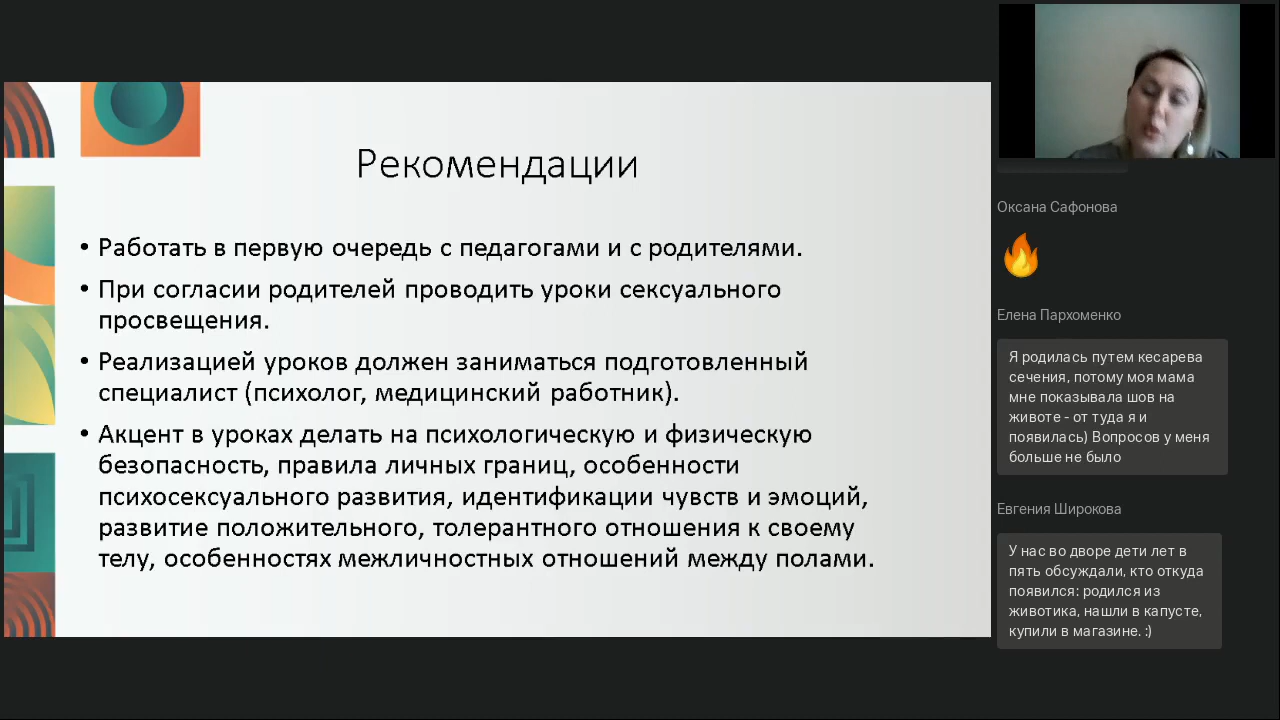 Рекомендации
• Работать в первую очередь с педагогами и с родителями.
• При согласии родителей проводить уроки сексуального
просвещения.
• Реализацией уроков должен заниматься подготовленный
специалист (психолог, медицинский работник).
• Акцент в уроках делать на психологическую и физическую
безопасность, правила личных границ, особенности
психосексуального развития, идентификации чувств и эмоций,
развитие положительного, толерантного отношения к своему
телу, особенностях межличностных отношений между полами.
Оксана Сафонова
🔥
Елена Пархоменко
Я родилась путем кесарева
сечения, потому моя мама
мне показывала шов на
животе - от туда я и
появилась) Вопросов у меня
больше не было
Евгения Широкова
У нас во дворе дети лет в
пять обсуждали, кто откуда
появился: родился из
животика, нашли в капусте,
купили в магазине. :)